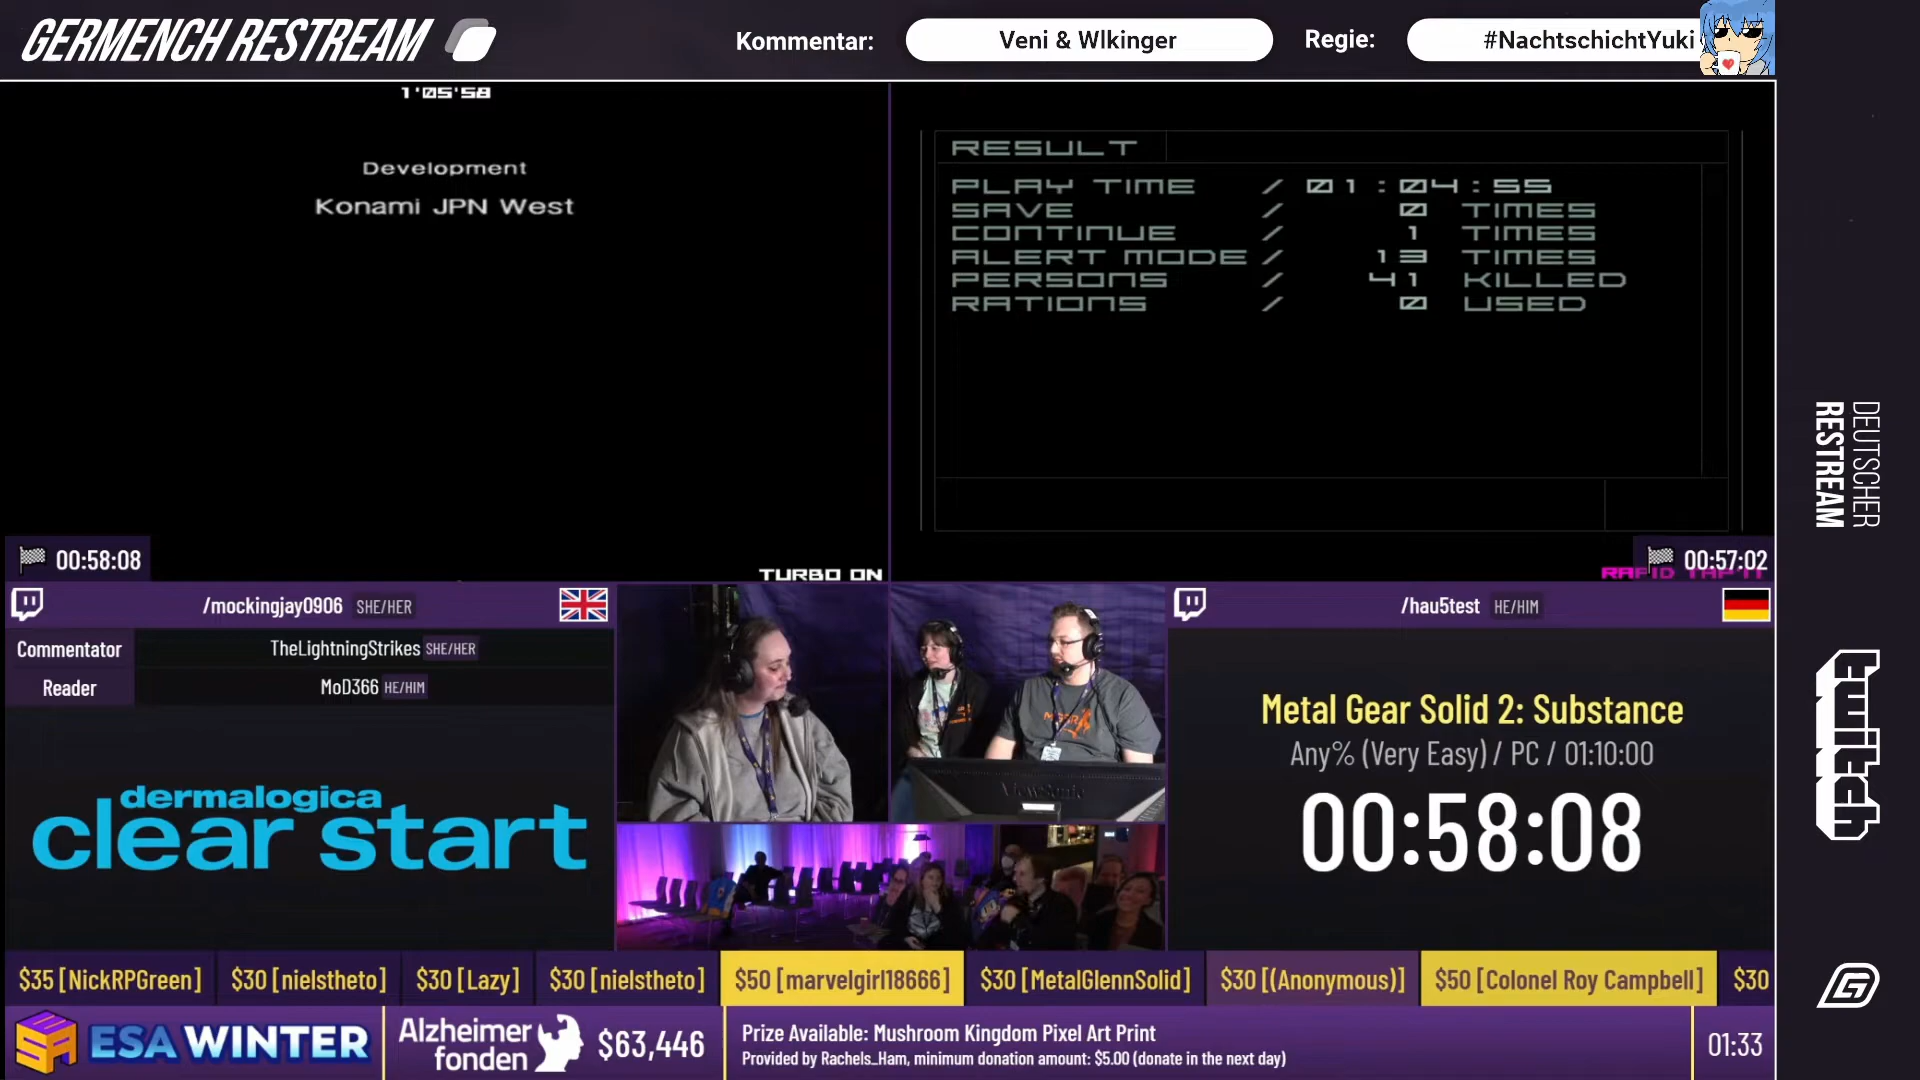 GERMENCH RESTREAM
Kommentar:
Veni & Wlkinger
Regie:
#NachtschichtYuki
1'05'58
Development
Konami JPN West
RESULT
PLAY TIME / 01:04:55
SAVE / 0 TIMES
CONTINUE / 1 TIMES
ALERT MODE / 13 TIMES
PERSONS / 41 KILLED
RATIONS / 0 USED
00:58:08
TURBO ON
00:57:02
/mockingjay0906 SHE/HER
Commentator
TheLightningStrikes SHE/HER
Reader
MoD366 HE/HIM
dermalogica
clear start
ViewSonic
/hau5test HE/HIM
Metal Gear Solid 2: Substance
Any% (Very Easy) / PC / 01:10:00
00:58:08
DEUTSCHER
RESTREAM
twitch
$35 [NickRPGreen]
$30 [nielstheto]
$30 [Lazy]
$30 [nielstheto]
$50 [marvelgirl18666]
$30 [MetalGlennSolid]
$30 [(Anonymous)]
$50 [Colonel Roy Campbell]
$30
ESA WINTER
Alzheimer
fonden
$63,446
Prize Available: Mushroom Kingdom Pixel Art Print
Provided by Rachels_Ham, minimum donation amount: $5.00 (donate in the next day)
01:33